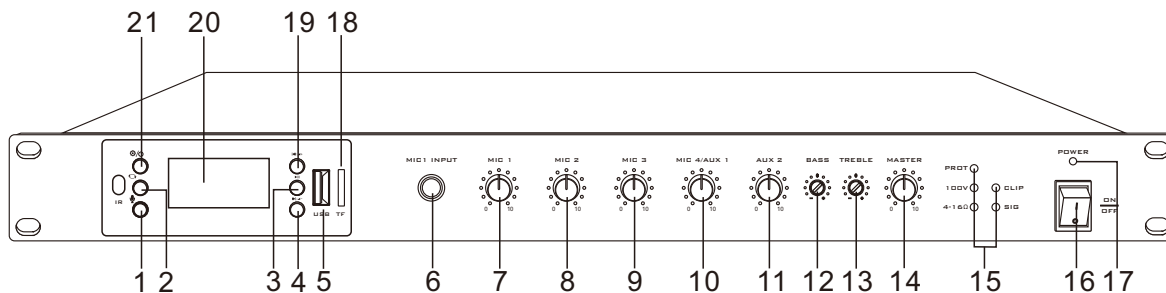 21 20 19 18
MIC1 INPUT MIC 1 MIC 2 MIC 3 MIC 4/AUX 1 AUX 2 BASS TREBLE MASTER POWER
PROT
100V CLIP
4-16Ω SIG
ON
OFF
IR USB TF
0 10 0 10 0 10 0 10 0 10 - + - + 0 10
1 2 3 4 5 6 7 8 9 10 11 12 13 14 15 16 17